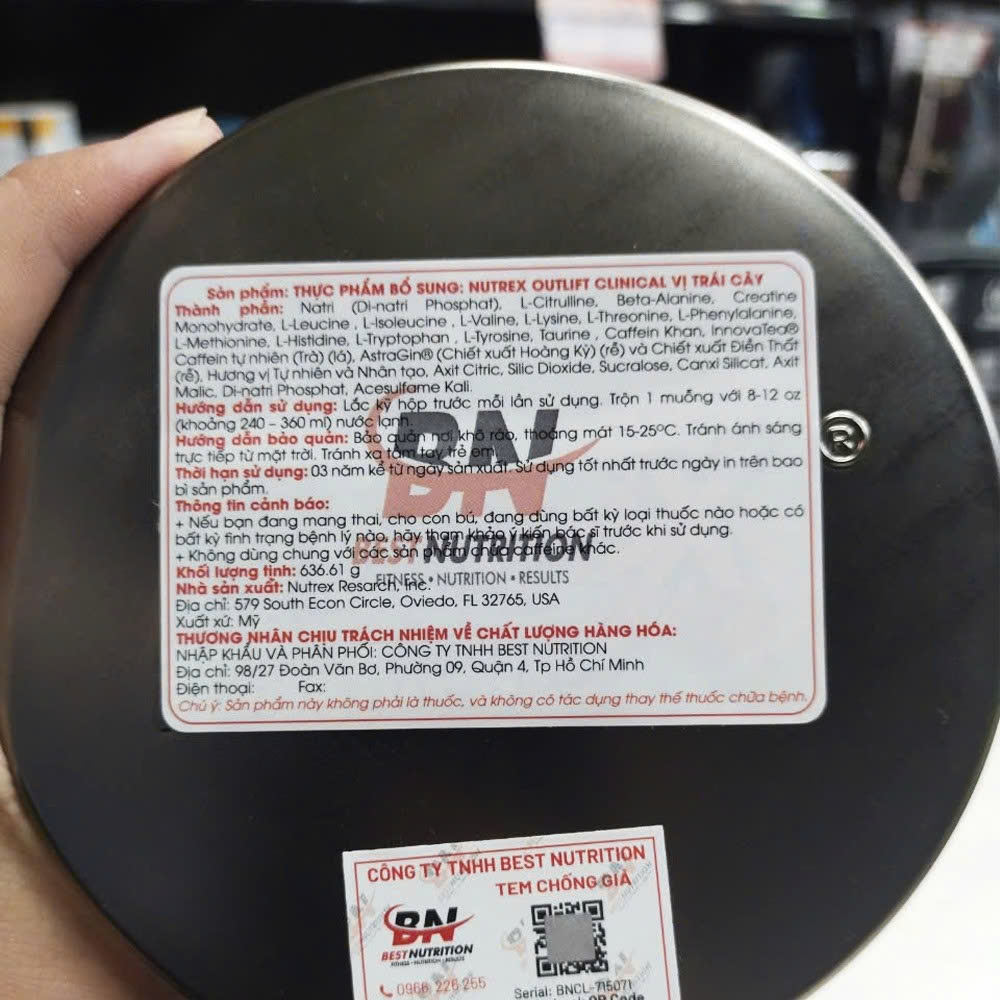 Sản phẩm: THỰC PHẨM BỔ SUNG: NUTREX OUTLIFT CLINICAL VỊ TRÁI CÂY
Thành phần: Natri (Di-natri Phosphat), L-Citrulline, Beta-Alanine, Creatine
Monohydrate, L-Leucine , L-Isoleucine , L-Valine, L-Lysine, L-Threonine, L-Phenylalanine,
L-Methionine, L-Histidine, L-Tryptophan , L-Tyrosine, Taurine , Caffein Khan, InnovaTea®
Caffein tự nhiên (Trà) (lá), AstraGin® (Chiết xuất Hoàng Kỳ) (rễ) và Chiết xuất Điền Thất
(rễ), Hương vị Tự nhiên và Nhân tạo, Axit Citric, Silic Dioxide, Sucralose, Canxi Silicat, Axit
Malic, Di-natri Phosphat, Acesulfame Kali.
Hướng dẫn sử dụng: Lắc kỹ hộp trước mỗi lần sử dụng. Trộn 1 muỗng với 8-12 oz
(khoảng 240 – 360 ml) nước lạnh.
Hướng dẫn bảo quản: Bảo quản nơi khô ráo, thoáng mát 15-25ºC. Tránh ánh sáng
trực tiếp từ mặt trời. Tránh xa tầm tay trẻ em.
Thời hạn sử dụng: 03 năm kể từ ngày sản xuất. Sử dụng tốt nhất trước ngày in trên bao
bì sản phẩm.
Thông tin cảnh báo:
+ Nếu bạn đang mang thai, cho con bú, đang dùng bất kỳ loại thuốc nào hoặc có
bất kỳ tình trạng bệnh lý nào, hãy tham khảo ý kiến bác sĩ trước khi sử dụng.
+ Không dùng chung với các sản phẩm chứa caffeine khác.
Khối lượng tịnh: 636.61 g
Nhà sản xuất: Nutrex Resarch, Inc.
Địa chỉ: 579 South Econ Circle, Oviedo, FL 32765, USA
Xuất xứ: Mỹ
THƯƠNG NHÂN CHỊU TRÁCH NHIỆM VỀ CHẤT LƯỢNG HÀNG HÓA:
NHẬP KHẨU VÀ PHÂN PHỐI: CÔNG TY TNHH BEST NUTRITION
Địa chỉ: 98/27 Đoàn Văn Bơ, Phường 09, Quận 4, Tp Hồ Chí Minh
Điện thoại: Fax:
Chú ý: Sản phẩm này không phải là thuốc, và không có tác dụng thay thế thuốc chữa bệnh.
BN
BEST NUTRITION
FITNESS • NUTRITION • RESULTS
®
CÔNG TY TNHH BEST NUTRITION
TEM CHỐNG GIẢ
BN
BEST NUTRITION
FITNESS • NUTRITION • RESULTS
0966 226 255
Serial: BNCL-715071
QR Code